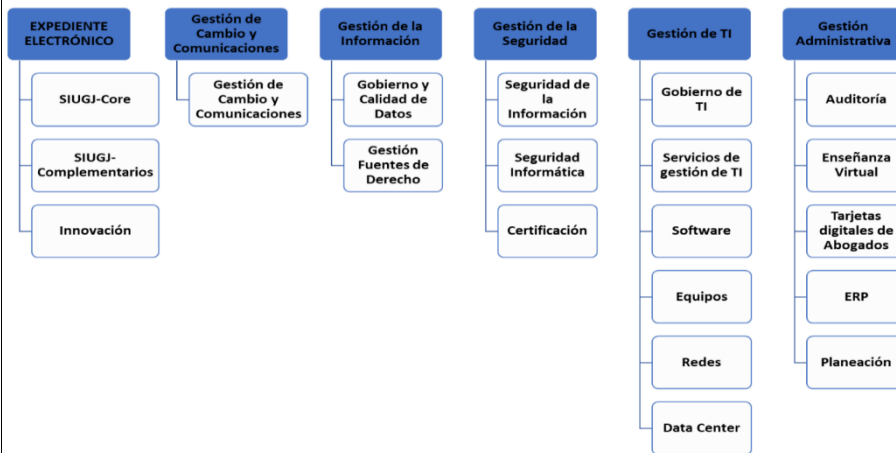 EXPEDIENTE
ELECTRÓNICO
SIUGJ-Core
SIUGJ-
Complementarios
Innovación
Gestión de
Cambio y
Comunicaciones
Gestión de
Cambio y
Comunicaciones
Gestión de la
Información
Gobierno y
Calidad de
Datos
Gestión
Fuentes de
Derecho
Gestión de la
Seguridad
Seguridad de
la
Información
Seguridad
Informática
Certificación
Gestión de TI
Gobierno de
TI
Servicios de
gestión de TI
Software
Equipos
Redes
Data Center
Gestión
Administrativa
Auditoría
Enseñanza
Virtual
Tarjetas
digitales de
Abogados
ERP
Planeación